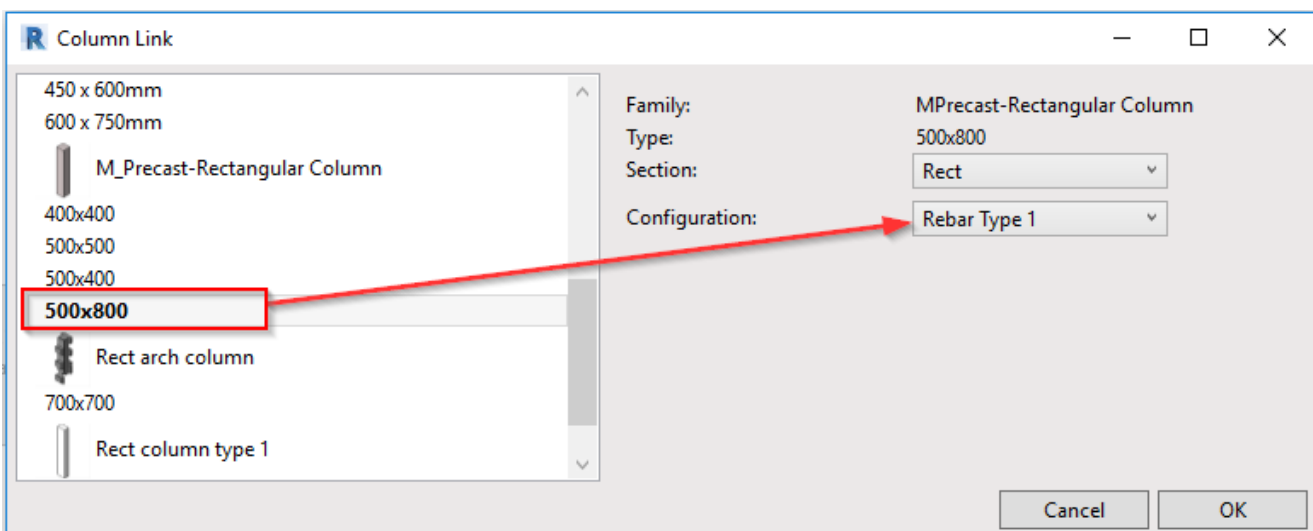 Column Link
450 x 600mm
600 x 750mm
M_Precast-Rectangular Column
400x400
500x500
500x400
500x800
Rect arch column
700x700
Rect column type 1
Family: MPrecast-Rectangular Column
Type: 500x800
Section: Rect
Configuration: Rebar Type 1
Cancel OK